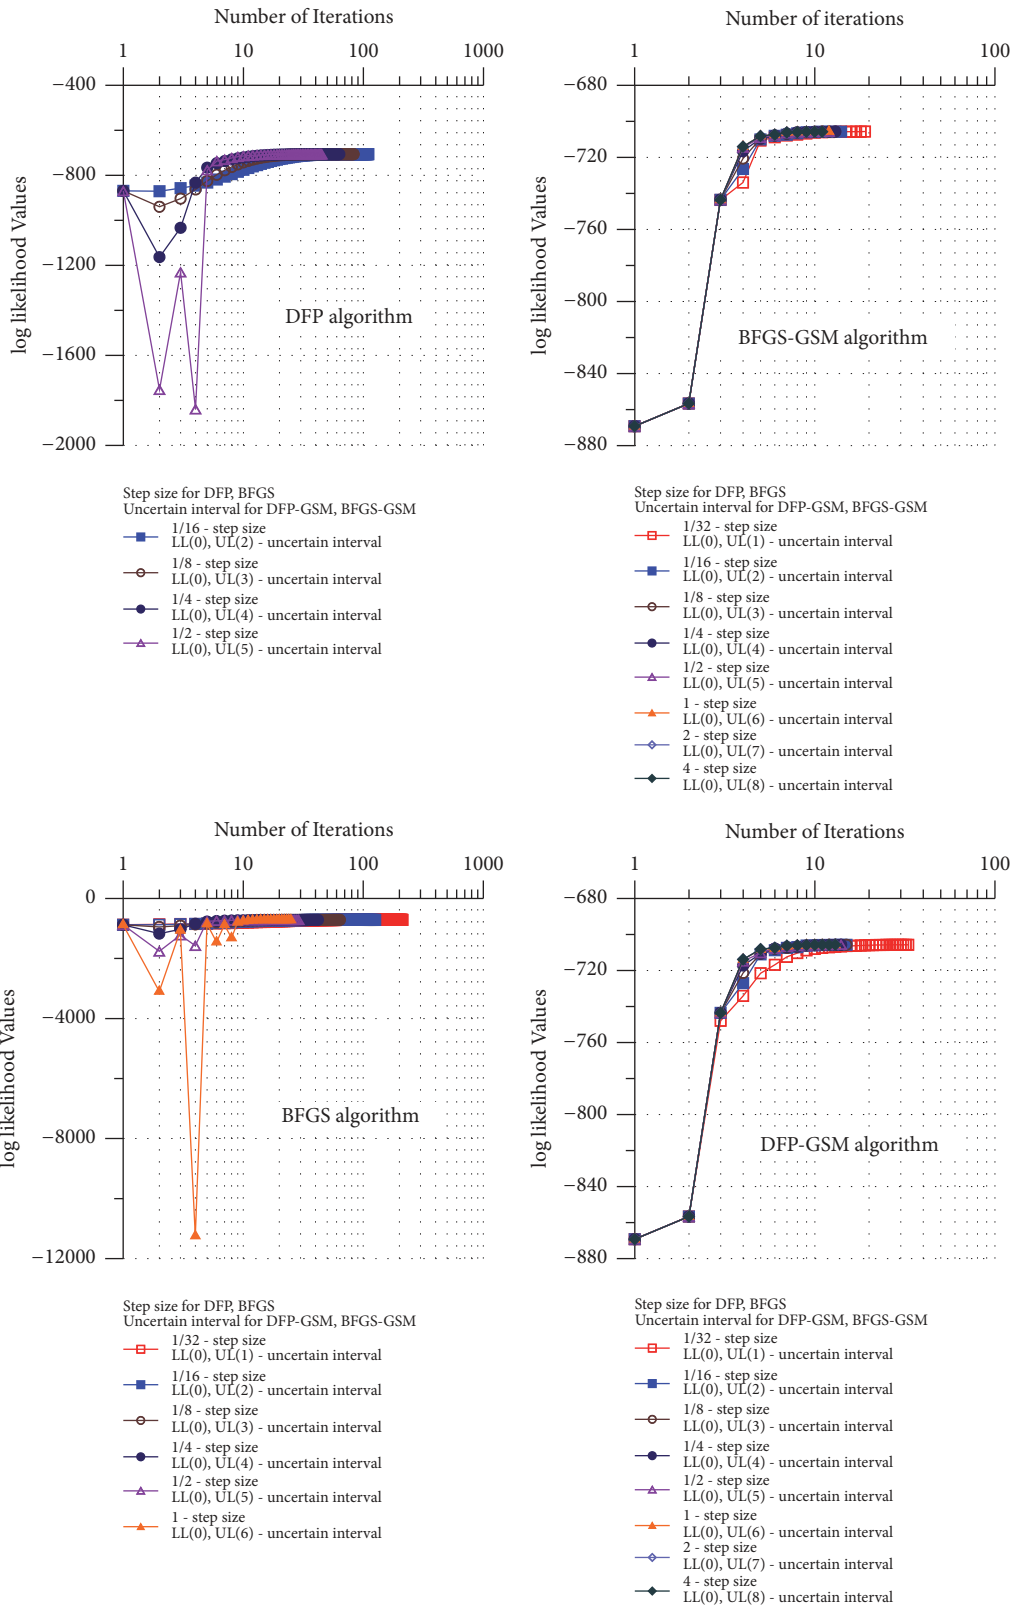 Number of Iterations
1 10 100 1000
−400
−800
−1200
−1600
−2000
log likelihood Values
DFP algorithm
Step size for DFP, BFGS
Uncertain interval for DFP-GSM, BFGS-GSM
1/16 - step size
LL(0), UL(2) - uncertain interval
1/8 - step size
LL(0), UL(3) - uncertain interval
1/4 - step size
LL(0), UL(4) - uncertain interval
1/2 - step size
LL(0), UL(5) - uncertain interval
Number of iterations
1 10 100
−680
−720
−760
−800
−840
−880
log likelihood Values
BFGS-GSM algorithm
Step size for DFP, BFGS
Uncertain interval for DFP-GSM, BFGS-GSM
1/32 - step size
LL(0), UL(1) - uncertain interval
1/16 - step size
LL(0), UL(2) - uncertain interval
1/8 - step size
LL(0), UL(3) - uncertain interval
1/4 - step size
LL(0), UL(4) - uncertain interval
1/2 - step size
LL(0), UL(5) - uncertain interval
1 - step size
LL(0), UL(6) - uncertain interval
2 - step size
LL(0), UL(7) - uncertain interval
4 - step size
LL(0), UL(8) - uncertain interval
Number of Iterations
1 10 100 1000
0
−4000
−8000
−12000
log likelihood Values
BFGS algorithm
Step size for DFP, BFGS
Uncertain interval for DFP-GSM, BFGS-GSM
1/32 - step size
LL(0), UL(1) - uncertain interval
1/16 - step size
LL(0), UL(2) - uncertain interval
1/8 - step size
LL(0), UL(3) - uncertain interval
1/4 - step size
LL(0), UL(4) - uncertain interval
1/2 - step size
LL(0), UL(5) - uncertain interval
1 - step size
LL(0), UL(6) - uncertain interval
Number of Iterations
1 10 100
−680
−720
−760
−800
−840
−880
log likelihood Values
DFP-GSM algorithm
Step size for DFP, BFGS
Uncertain interval for DFP-GSM, BFGS-GSM
1/32 - step size
LL(0), UL(1) - uncertain interval
1/16 - step size
LL(0), UL(2) - uncertain interval
1/8 - step size
LL(0), UL(3) - uncertain interval
1/4 - step size
LL(0), UL(4) - uncertain interval
1/2 - step size
LL(0), UL(5) - uncertain interval
1 - step size
LL(0), UL(6) - uncertain interval
2 - step size
LL(0), UL(7) - uncertain interval
4 - step size
LL(0), UL(8) - uncertain interval